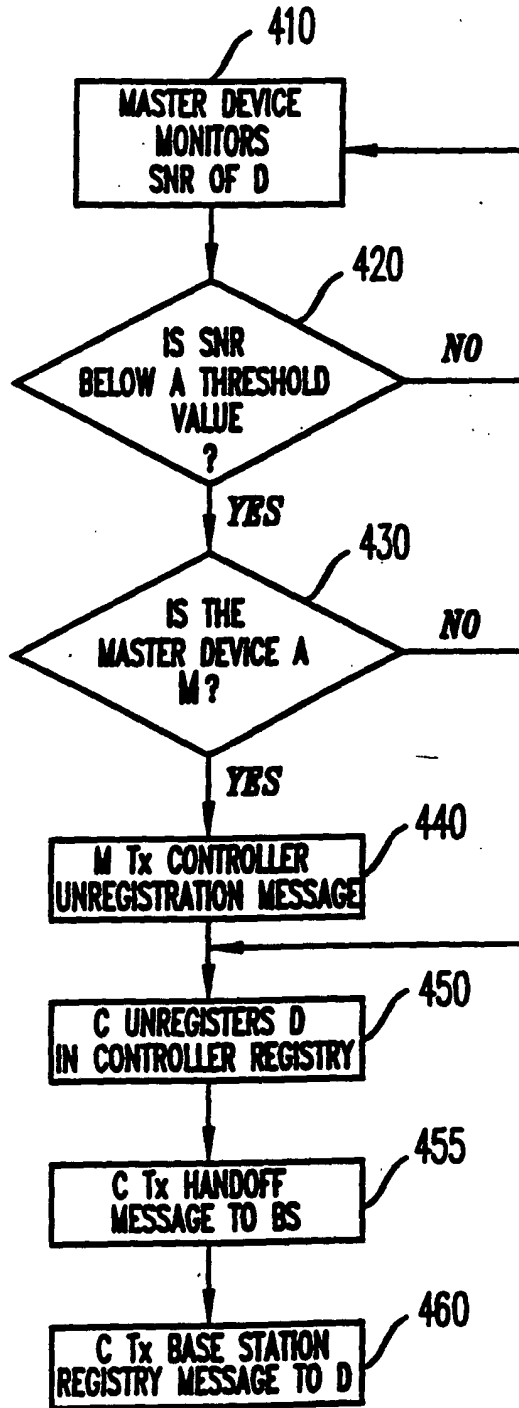 410
MASTER DEVICE
MONITORS
SNR OF D
420
IS SNR
BELOW A THRESHOLD
VALUE
?
NO
YES
430
IS THE
MASTER DEVICE A
M?
NO
YES
440
M Tx CONTROLLER
UNREGISTRATION MESSAGE
450
C UNREGISTERS D
IN CONTROLLER REGISTRY
455
C Tx HANDOFF
MESSAGE TO BS
460
C Tx BASE STATION
REGISTRY MESSAGE TO D